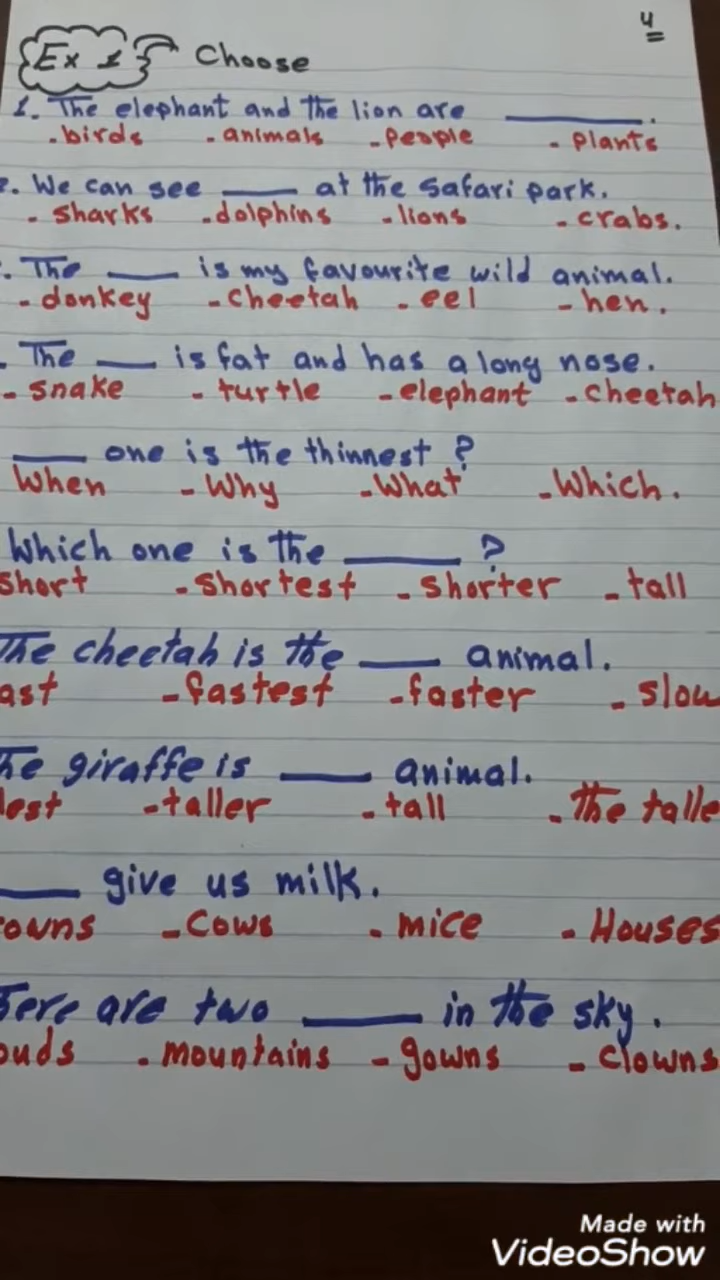 4
Ex 1 Choose
1. The elephant and the lion are ______.
.birds .animals -people - plants
2. We can see ____ at the safari park.
- sharks .dolphins -lions -crabs.
. The ____ is my favourite wild animal.
-donkey -cheetah . eel -hen.
. The ____ is fat and has a long nose.
- snake - turtle -elephant -cheetah
____ one is the thinnest ?
When -Why -What -Which.
Which one is the ______ ?
short -shortest - shorter -tall
The cheetah is the ____ animal.
ast -fastest -faster - slow
he giraffe is ____ animal.
lest -taller -tall . the talle
____ give us milk.
owns -Cows . mice - Houses
here are two ______ in the sky.
ouds . mountains - gowns - clowns
Made with
VideoShow